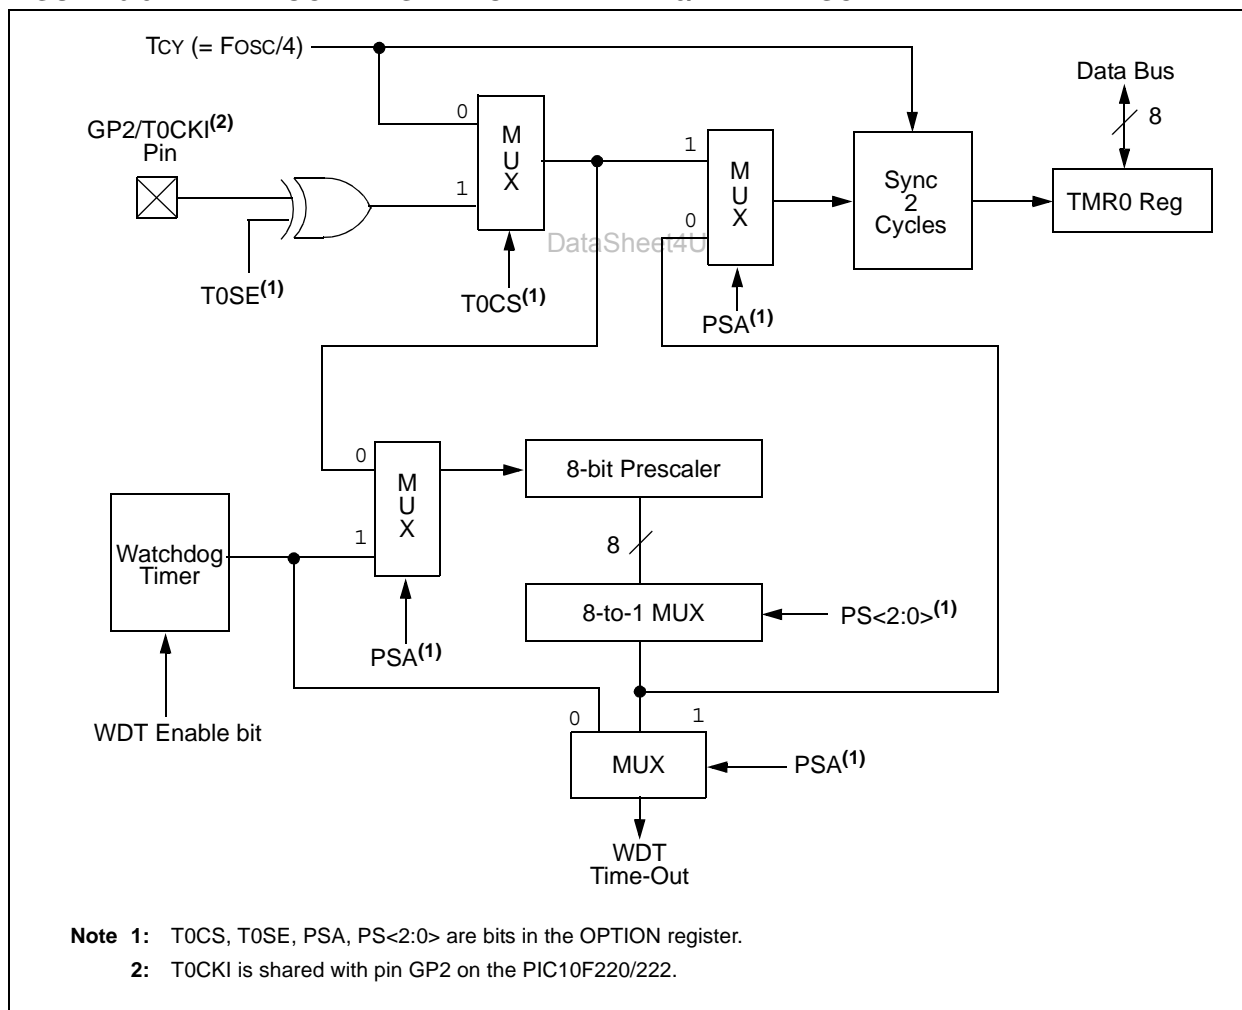 TCY (= FOSC/4)
Data Bus
8
GP2/T0CKI(2)
Pin
0
M
U
X
1
T0SE(1)
T0CS(1)
1
0
M
U
X
PSA(1)
Sync
2
Cycles
TMR0 Reg
DataSheet4U
0
M
U
X
1
8-bit Prescaler
Watchdog
Timer
8
8-to-1 MUX
PS<2:0>(1)
PSA(1)
WDT Enable bit
0
1
MUX
PSA(1)
WDT
Time-Out
Note 1: T0CS, T0SE, PSA, PS<2:0> are bits in the OPTION register.
2: T0CKI is shared with pin GP2 on the PIC10F220/222.